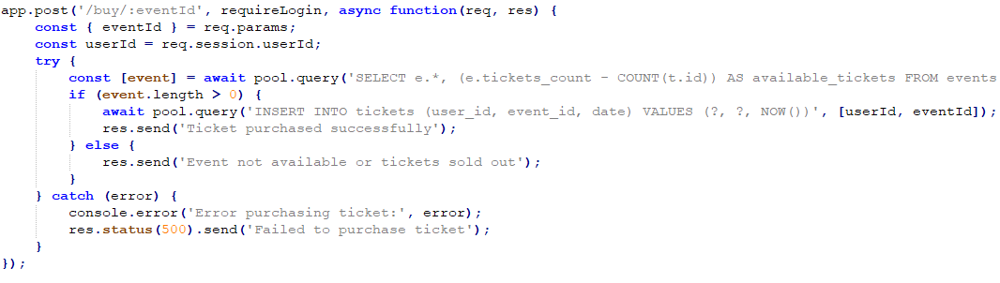 app.post('/buy/:eventId', requireLogin, async function(req, res) {
    const { eventId } = req.params;
    const userId = req.session.userId;
    try {
        const [event] = await pool.query('SELECT e.*, (e.tickets_count - COUNT(t.id)) AS available_tickets FROM events
        if (event.length > 0) {
            await pool.query('INSERT INTO tickets (user_id, event_id, date) VALUES (?, ?, NOW())', [userId, eventId]);
            res.send('Ticket purchased successfully');
        } else {
            res.send('Event not available or tickets sold out');
        }
    } catch (error) {
        console.error('Error purchasing ticket:', error);
        res.status(500).send('Failed to purchase ticket');
    }
});